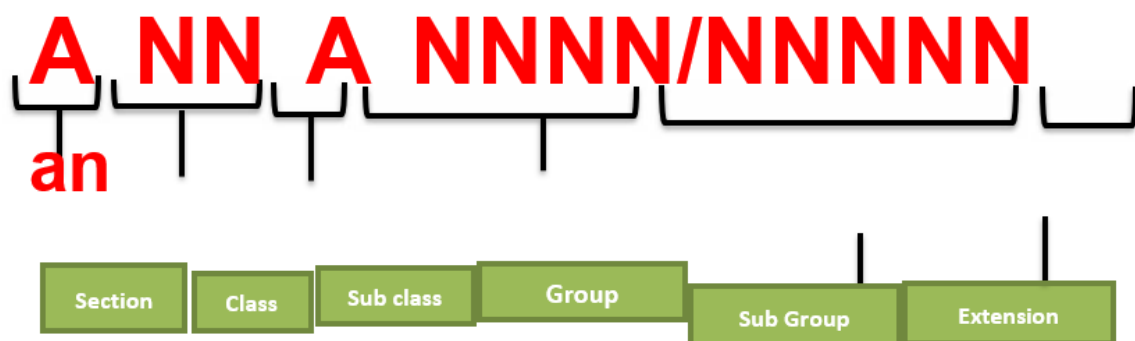 A NN A NNNN/NNNNN
an
Section Class Sub class Group Sub Group Extension